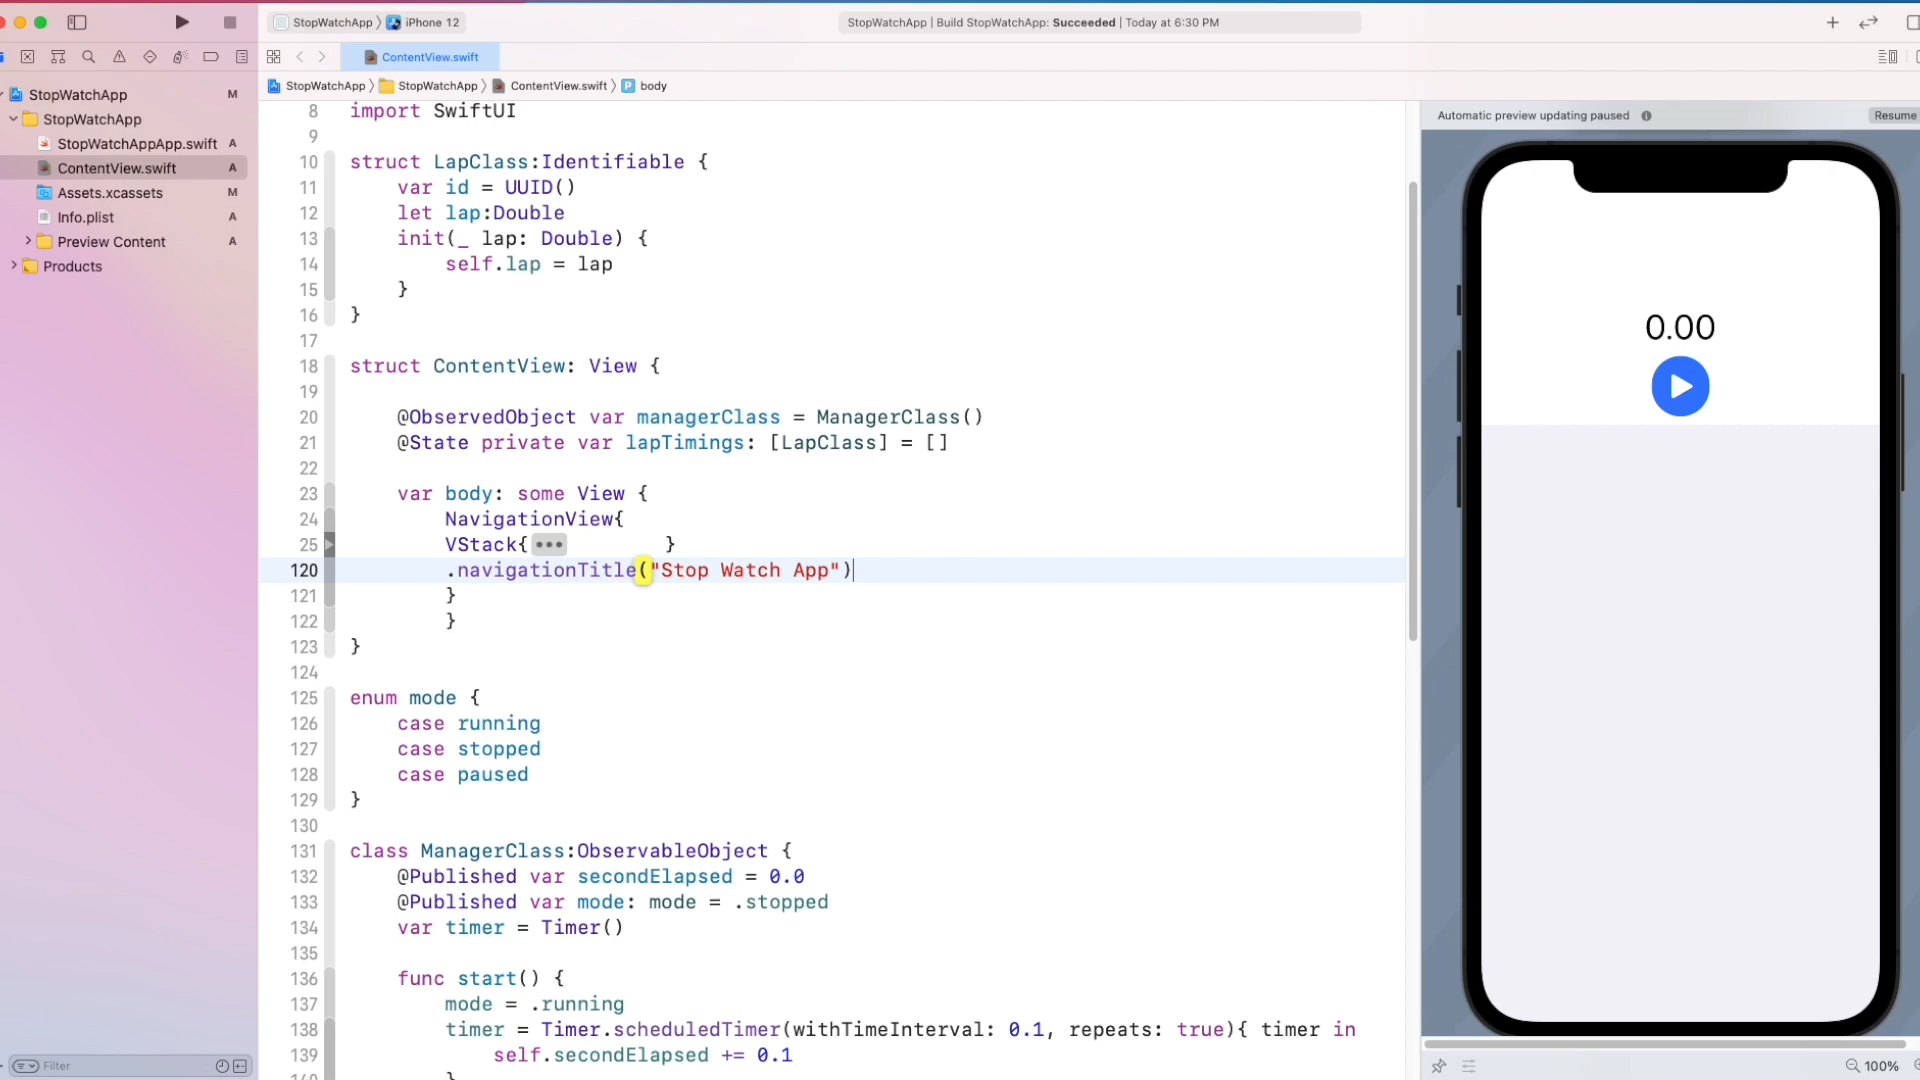 StopWatchApp 〉 iPhone 12
StopWatchApp | Build StopWatchApp: Succeeded | Today at 6:30 PM
ContentView.swift
StopWatchApp 〉 StopWatchApp 〉 ContentView.swift 〉 P body
StopWatchApp M
StopWatchApp
StopWatchAppApp.swift A
ContentView.swift A
Assets.xcassets M
Info.plist A
Preview Content A
Products
8 import SwiftUI
9
10 struct LapClass:Identifiable {
11 var id = UUID()
12 let lap:Double
13 init(_ lap: Double) {
14 self.lap = lap
15 }
16 }
17
18 struct ContentView: View {
19
20 @ObservedObject var managerClass = ManagerClass()
21 @State private var lapTimings: [LapClass] = []
22
23 var body: some View {
24 NavigationView{
25 VStack{••• }
120 .navigationTitle("Stop Watch App")
121 }
122 }
123 }
124
125 enum mode {
126 case running
127 case stopped
128 case paused
129 }
130
131 class ManagerClass:ObservableObject {
132 @Published var secondElapsed = 0.0
133 @Published var mode: mode = .stopped
134 var timer = Timer()
135
136 func start() {
137 mode = .running
138 timer = Timer.scheduledTimer(withTimeInterval: 0.1, repeats: true){ timer in
139 self.secondElapsed += 0.1
140 }
Automatic preview updating paused
Resume
0.00
Filter
100%